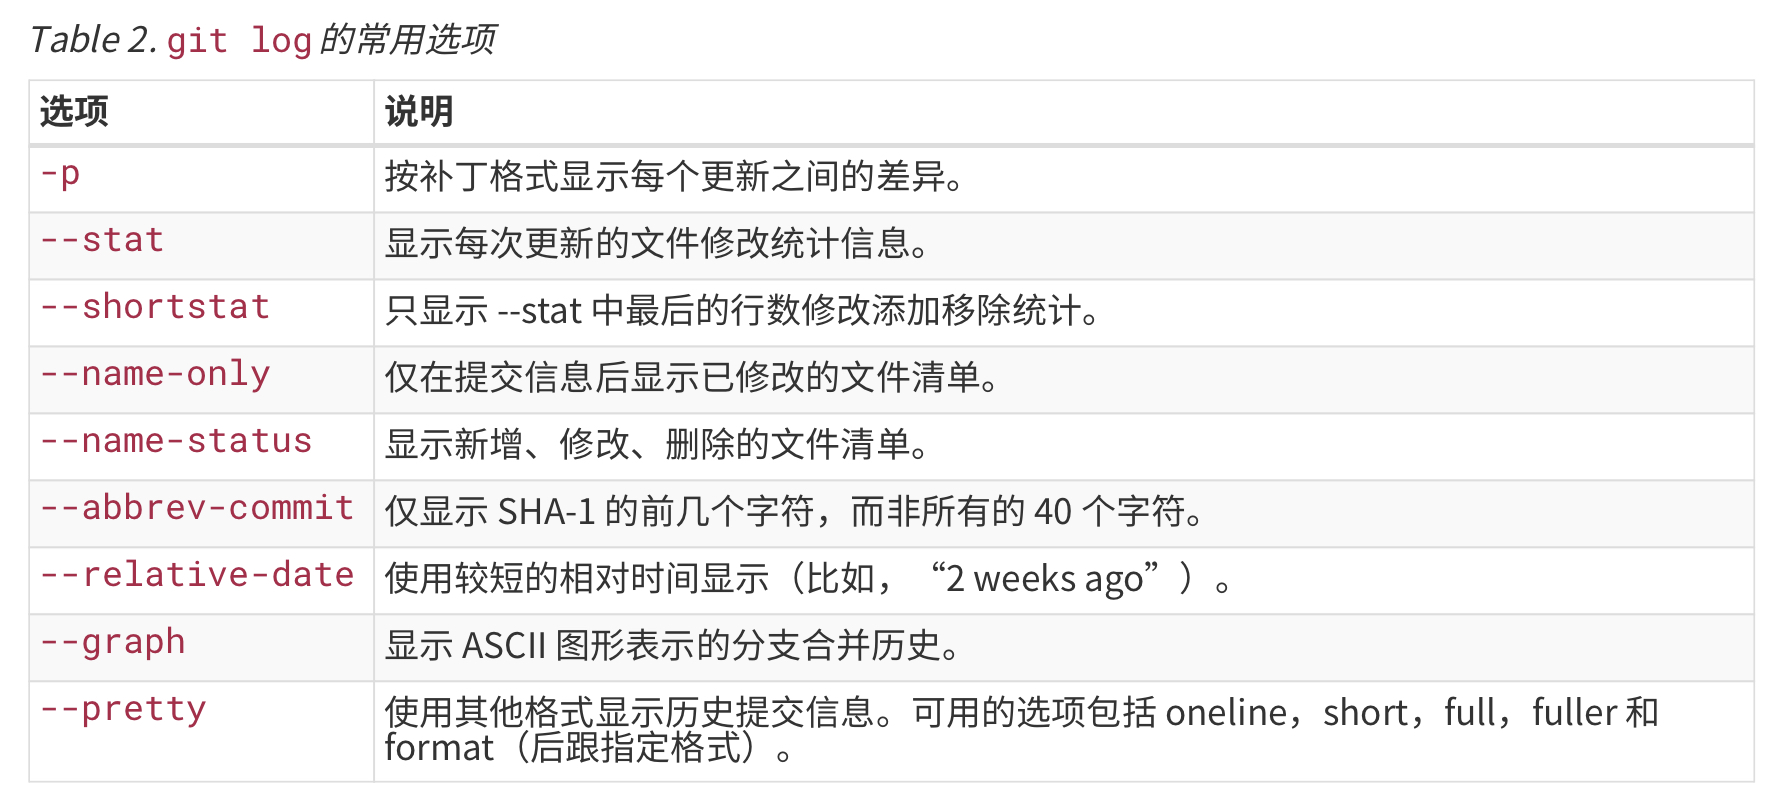 Table 2. git log的常用选项
选项 说明
-p 按补丁格式显示每个更新之间的差异。
--stat 显示每次更新的文件修改统计信息。
--shortstat 只显示 --stat 中最后的行数修改添加移除统计。
--name-only 仅在提交信息后显示已修改的文件清单。
--name-status 显示新增、修改、删除的文件清单。
--abbrev-commit 仅显示 SHA-1 的前几个字符，而非所有的 40 个字符。
--relative-date 使用较短的相对时间显示（比如，“2 weeks ago”）。
--graph 显示 ASCII 图形表示的分支合并历史。
--pretty 使用其他格式显示历史提交信息。可用的选项包括 oneline，short，full，fuller 和
format（后跟指定格式）。